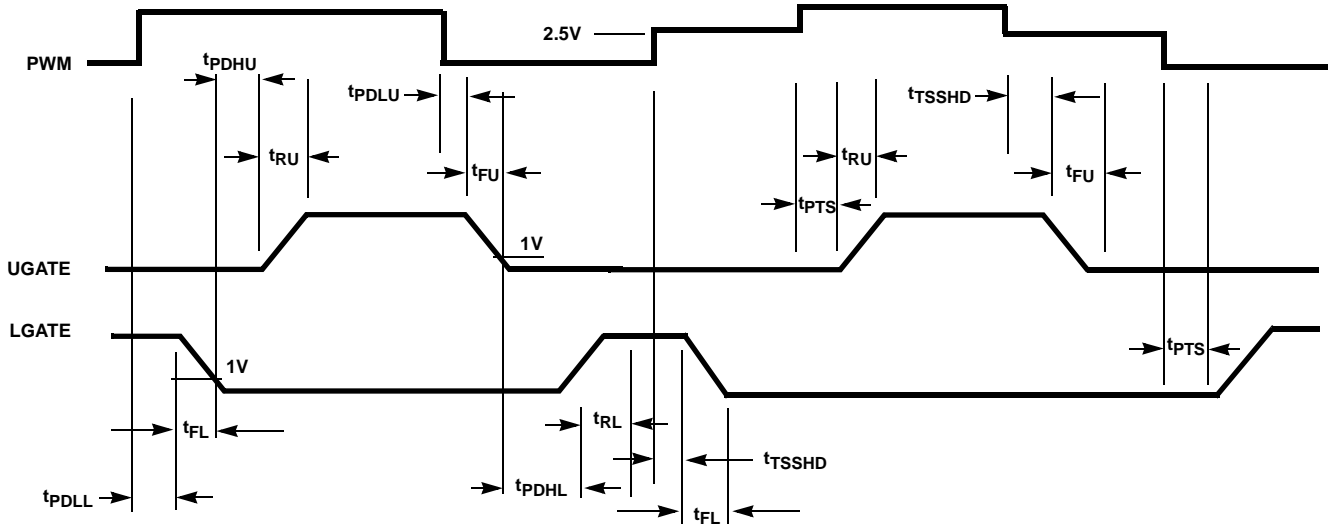 2.5V
PWM
tPDHU
tPDLU
tTSSHD
tRU
tRU
tFU
tFU
tPTS
1V
UGATE
LGATE
tPTS
1V
tRL
tFL
tTSSHD
tPDHL
tPDLL
tFL